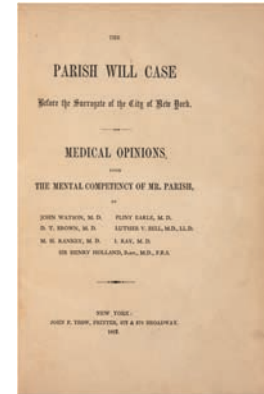 THE
PARISH WILL CASE
Before the Surrogate of the City of New York.
MEDICAL OPINIONS,
UPON
THE MENTAL COMPETENCY OF MR. PARISH,
BY
JOHN WATSON, M. D. PLINY EARLE, M. D.
D. T. BROWN, M. D. LUTHER V. BELL, M.D., LL.D.
M. H. RANNEY, M. D. I. RAY, M. D.
SIR HENRY HOLLAND, Bart., M.D., F.R.S.
NEW YORK:
JOHN F. TROW, PRINTER, & BROADWAY.